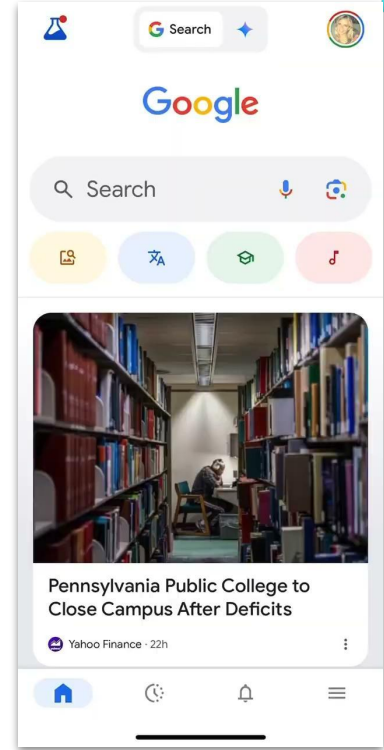 Search
Google
Search
Pennsylvania Public College to
Close Campus After Deficits
Yahoo Finance · 22h